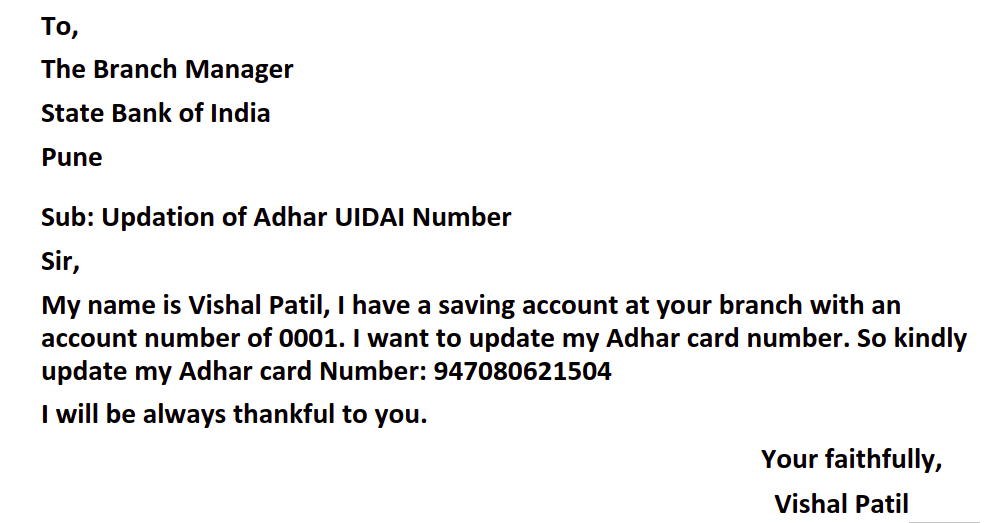 To,
The Branch Manager
State Bank of India
Pune
Sub: Updation of Adhar UIDAI Number
Sir,
My name is Vishal Patil, I have a saving account at your branch with an
account number of 0001. I want to update my Adhar card number. So kindly
update my Adhar card Number: 947080621504
I will be always thankful to you.
Your faithfully,
Vishal Patil